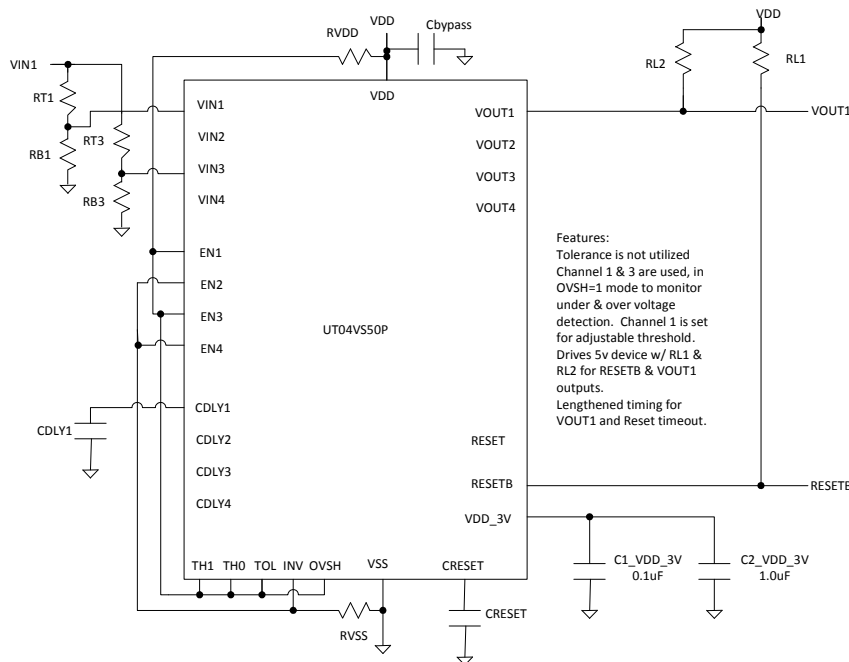 VDD
Cbypass
RVDD
VDD
RL2
RL1
VIN1
RT1
RB1
RT3
RB3
VDD
VIN1
VIN2
VIN3
VIN4
VOUT1
VOUT1
VOUT2
VOUT3
VOUT4
EN1
EN2
EN3
EN4
UT04VS50P
Features:
Tolerance is not utilized
Channel 1 & 3 are used, in
OVSH=1 mode to monitor
under & over voltage
detection. Channel 1 is set
for adjustable threshold.
Drives 5v device w/ RL1 &
RL2 for RESETB & VOUT1
outputs.
Lengthened timing for
VOUT1 and Reset timeout.
CDLY1
CDLY1
CDLY2
CDLY3
CDLY4
RESET
RESETB
RESETB
VDD_3V
TH1 TH0 TOL INV OVSH VSS CRESET
C1_VDD_3V
0.1uF
C2_VDD_3V
1.0uF
RVSS
CRESET